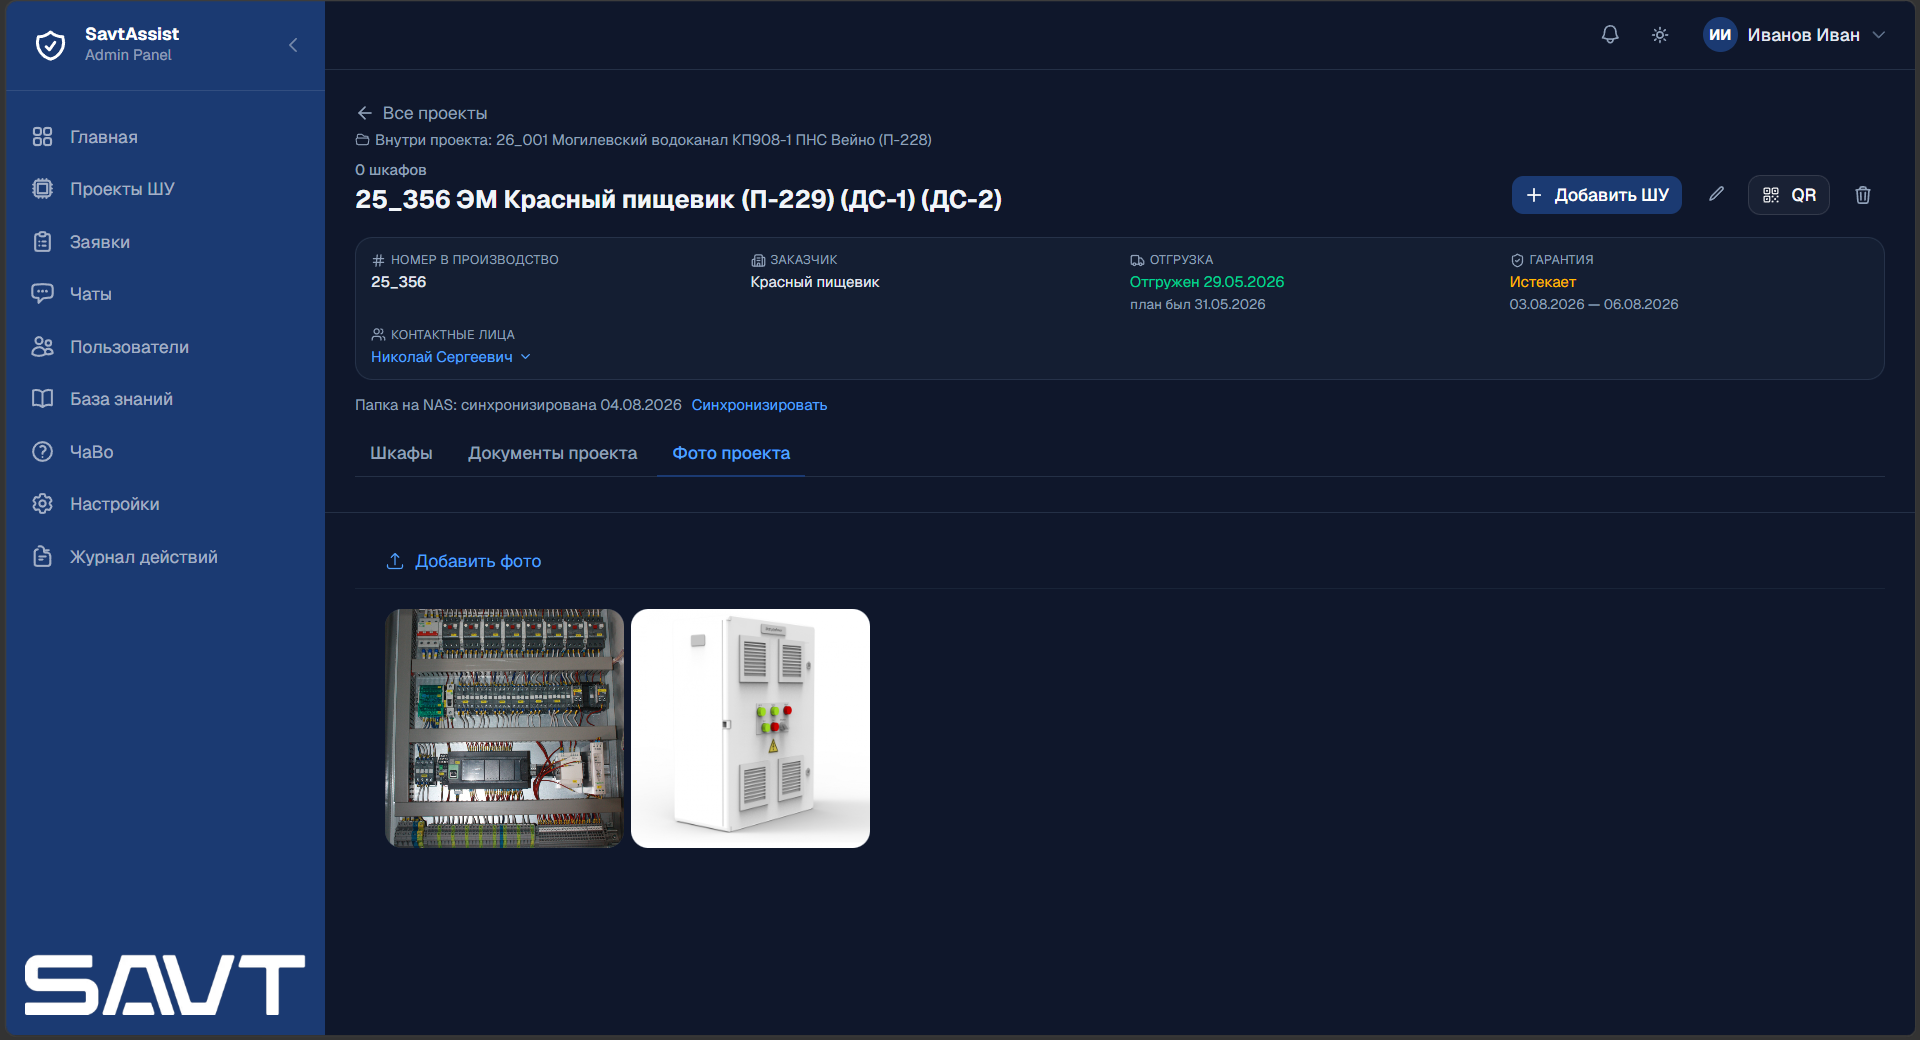 SavtAssist
Admin Panel
Главная
Проекты ШУ
Заявки
Чаты
Пользователи
База знаний
ЧаВо
Настройки
Журнал действий
SAVT
ИИ Иванов Иван
Все проекты
Внутри проекта: 26_001 Могилевский водоканал КП908-1 ПНС Вейно (П-228)
0 шкафов
25_356 ЭМ Красный пищевик (П-229) (ДС-1) (ДС-2)
Добавить ШУ
QR
НОМЕР В ПРОИЗВОДСТВО
25_356
ЗАКАЗЧИК
Красный пищевик
ОТГРУЗКА
Отгружен 29.05.2026
план был 31.05.2026
ГАРАНТИЯ
Истекает
03.08.2026 — 06.08.2026
КОНТАКТНЫЕ ЛИЦА
Николай Сергеевич
Папка на NAS: синхронизирована 04.08.2026 Синхронизировать
Шкафы Документы проекта Фото проекта
Добавить фото